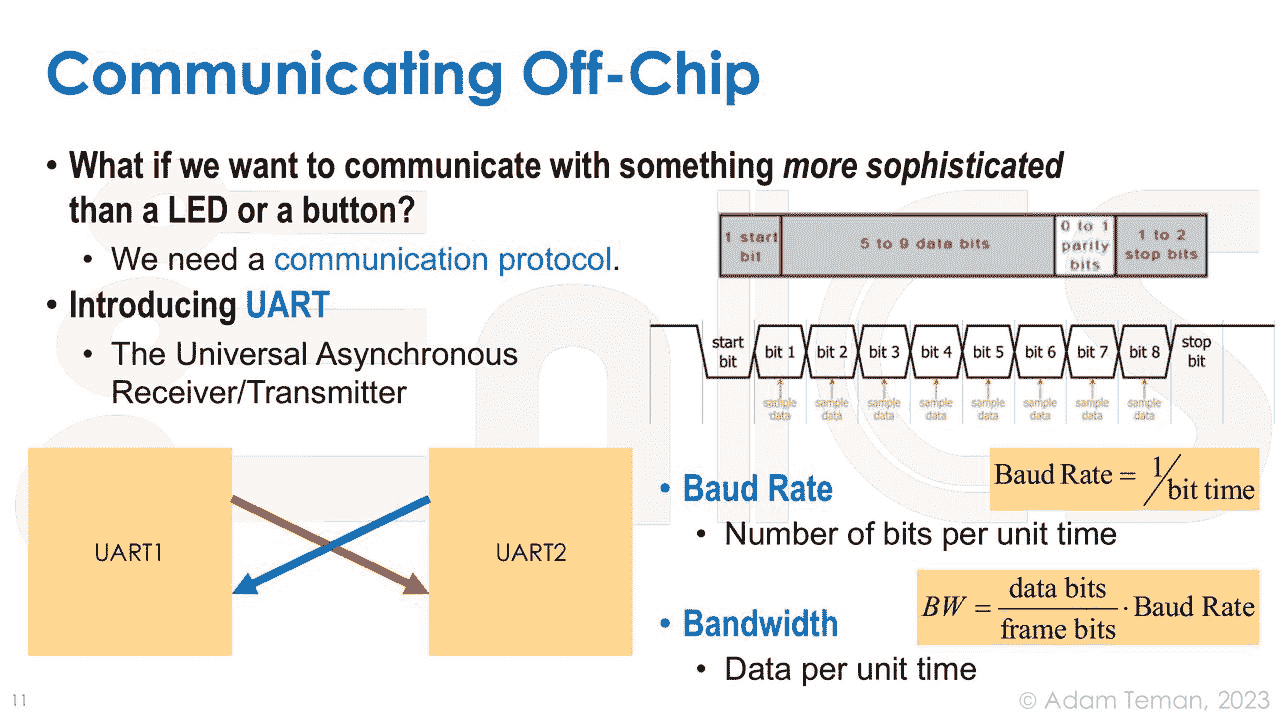 Communicating Off-Chip
• What if we want to communicate with something more sophisticated
than a LED or a button?
• We need a communication protocol.
• Introducing UART
• The Universal Asynchronous
Receiver/Transmitter
UART1
UART2
1 start
bit
5 to 9 data bits
0 to 1
parity
bits
1 to 2
stop bits
start
bit
bit 1
bit 2
bit 3
bit 4
bit 5
bit 6
bit 7
bit 8
stop
bit
sample
data
sample
data
sample
data
sample
data
sample
data
sample
data
sample
data
sample
data
• Baud Rate
Baud Rate = 1/bit time
• Number of bits per unit time
• Bandwidth
BW = data bits/frame bits · Baud Rate
• Data per unit time
11
© Adam Teman, 2023